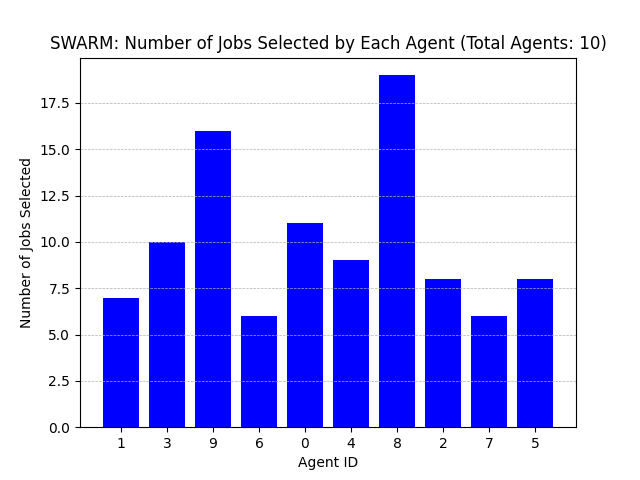 SWARM: Number of Jobs Selected by Each Agent (Total Agents: 10)
Number of Jobs Selected
17.5
15.0
12.5
10.0
7.5
5.0
2.5
0.0
1 3 9 6 0 4 8 2 7 5
Agent ID